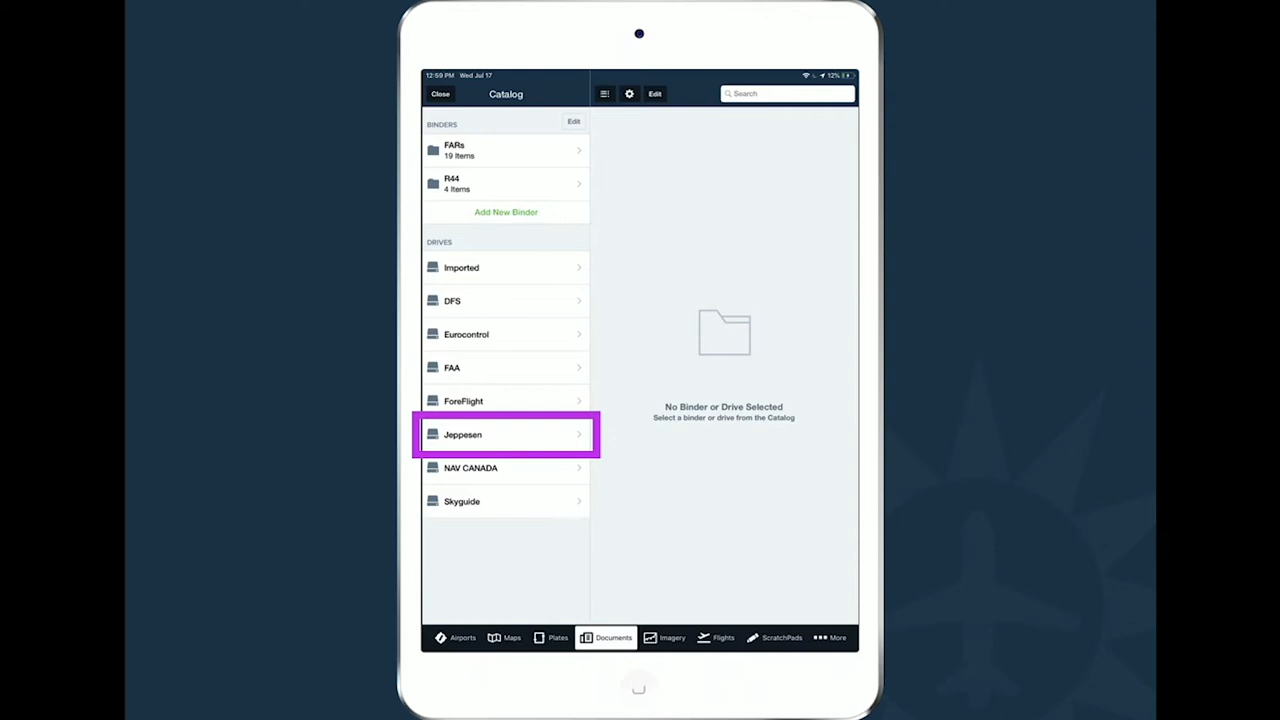 12:59 PM Wed Jul 17
12%
Close
Catalog
Edit
Search
BINDERS
Edit
FARs
19 Items
R44
4 Items
Add New Binder
DRIVES
Imported
DFS
Eurocontrol
FAA
ForeFlight
Jeppesen
NAV CANADA
Skyguide
No Binder or Drive Selected
Select a binder or drive from the Catalog
Airports
Maps
Plates
Documents
Imagery
Flights
ScratchPads
More